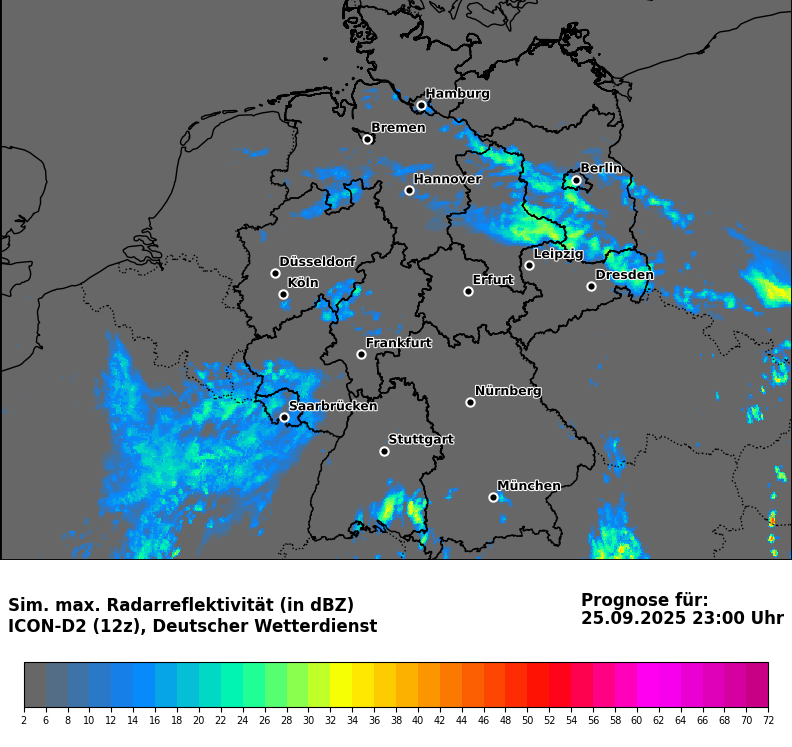 Hamburg
Bremen
Berlin
Hannover
Düsseldorf
Leipzig
Köln
Erfurt
Dresden
Frankfurt
Nürnberg
Saarbrücken
Stuttgart
München
Sim. max. Radarreflektivität (in dBZ)
ICON-D2 (12z), Deutscher Wetterdienst
Prognose für:
25.09.2025 23:00 Uhr
2 6 8 10 12 14 16 18 20 22 24 26 28 30 32 34 36 38 40 42 44 46 48 50 52 54 56 58 60 62 64 66 68 70 72